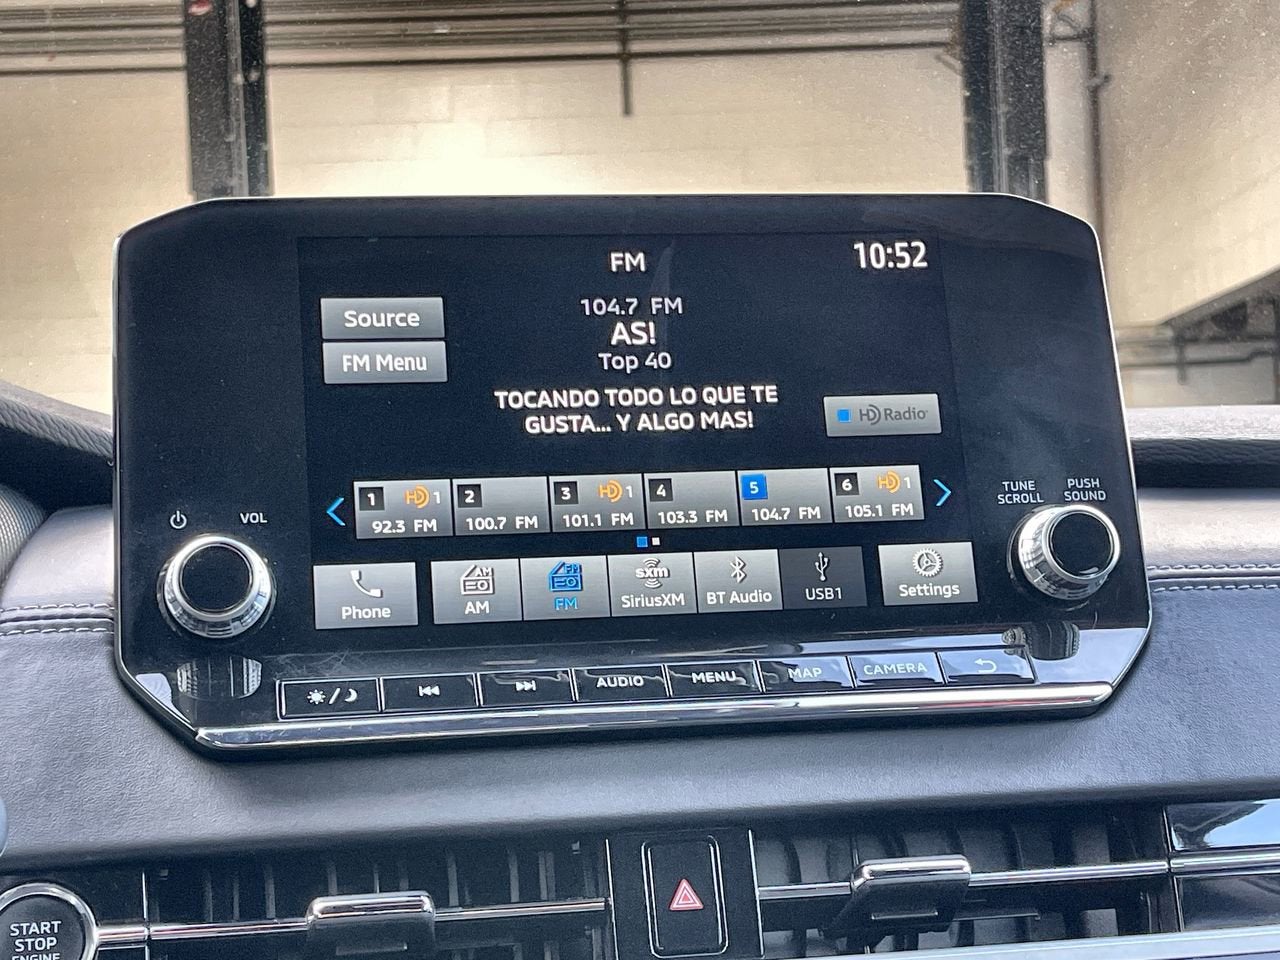 FM
10:52
Source
FM Menu
104.7 FM
AS!
Top 40
TOCANDO TODO LO QUE TE
GUSTA... Y ALGO MAS!
HD Radio
1 HD 1
92.3 FM
2
100.7 FM
3 HD 1
101.1 FM
4
103.3 FM
5
104.7 FM
6 HD 1
105.1 FM
VOL
TUNE
SCROLL
PUSH
SOUND
Phone
AM
AM
FM
FM
sxm
SiriusXM
BT Audio
USB1
Settings
AUDIO
MENU
MAP
CAMERA
START
STOP
ENGINE